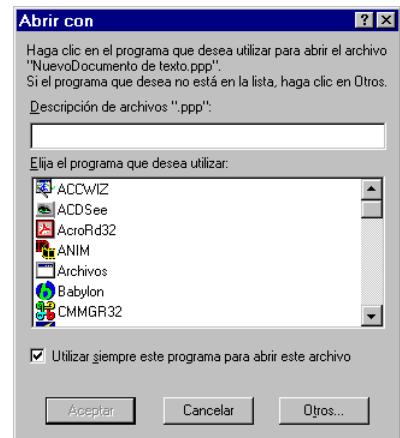 Abrir con
Haga clic en el programa que desea utilizar para abrir el archivo
"NuevoDocumento de texto.ppp".
Si el programa que desea no está en la lista, haga clic en Otros.
Descripción de archivos ".ppp":
Elija el programa que desea utilizar:
ACCWIZ
ACDSee
AcroRd32
ANIM
Archivos
Babylon
CMMGR32
Utilizar siempre este programa para abrir este archivo
Aceptar Cancelar Otros...